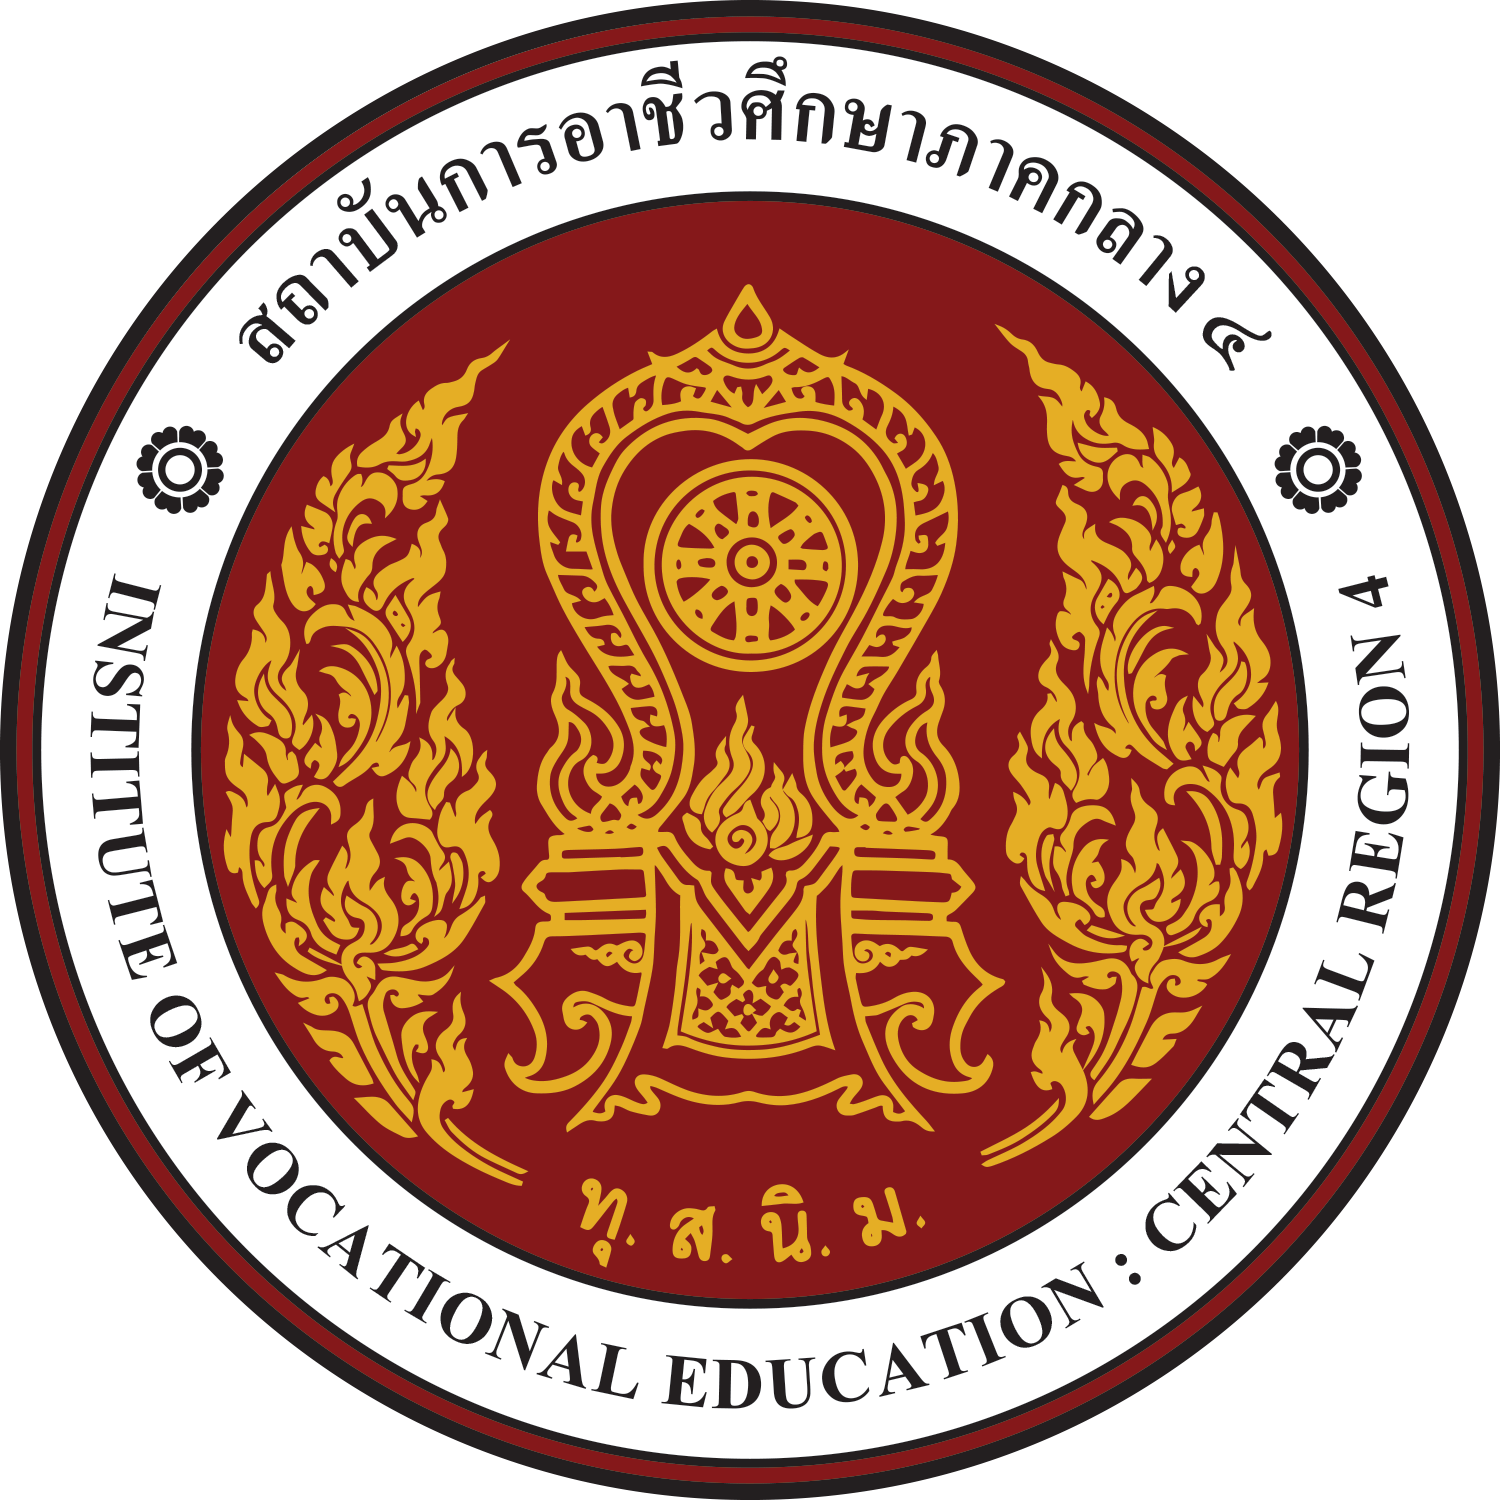 สถาบันการอาชีวศึกษาภาคกลาง ๔
ทุ. ส. นิ. ม.
INSTITUTE OF VOCATIONAL EDUCATION : CENTRAL REGION 4